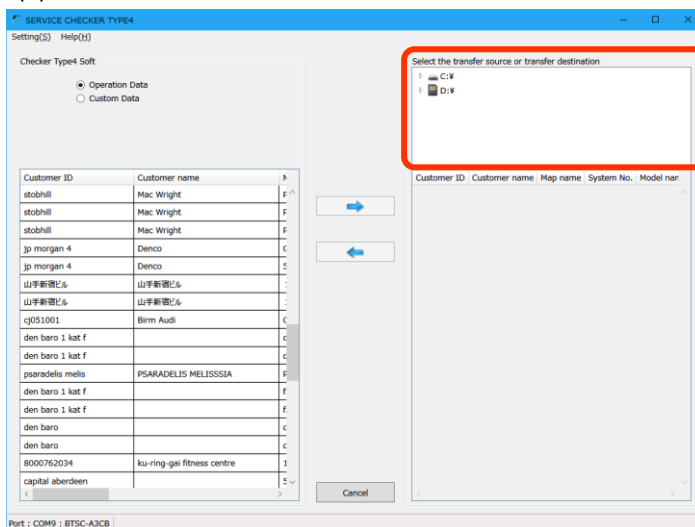 SERVICE CHECKER TYPE4
Setting(S) Help(H)
Checker Type4 Soft
Operation Data
Custom Data
Select the transfer source or transfer destination
C:¥
D:¥
Customer ID Customer name
stobhill Mac Wright
stobhill Mac Wright
stobhill Mac Wright
jp morgan 4 Denco
jp morgan 4 Denco
山手新宿ビル 山手新宿ビル
山手新宿ビル 山手新宿ビル
cj051001 Birm Audi
den baro 1 kat f
den baro 1 kat f
psaradelis melis PSARADELIS MELISSSIA
den baro 1 kat f
den baro 1 kat f
den baro
den baro
8000762034 ku-ring-gai fitness centre
capital aberdeen
Customer ID Customer name Map name System No. Model nam
Cancel
Port : COM9 : BTSC-A3CB